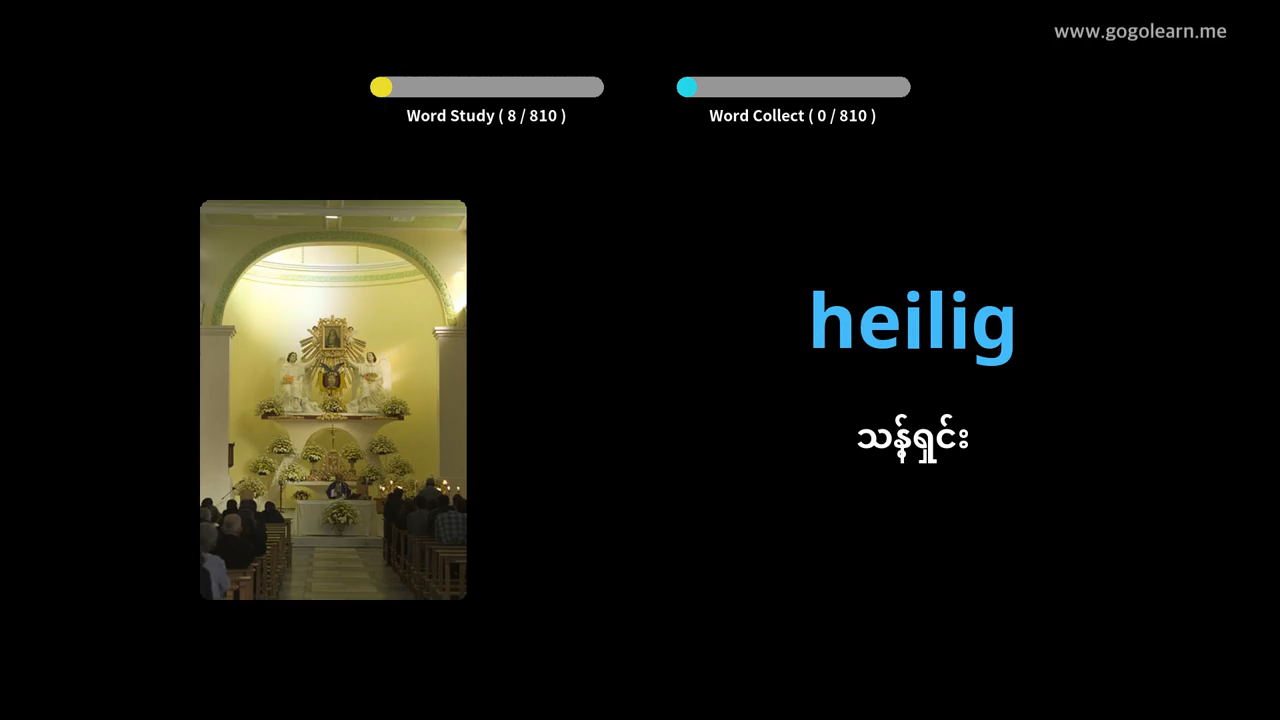 www.gogolearn.me
Word Study ( 8 / 810 )
Word Collect ( 0 / 810 )
heilig
သန့်ရှင်း